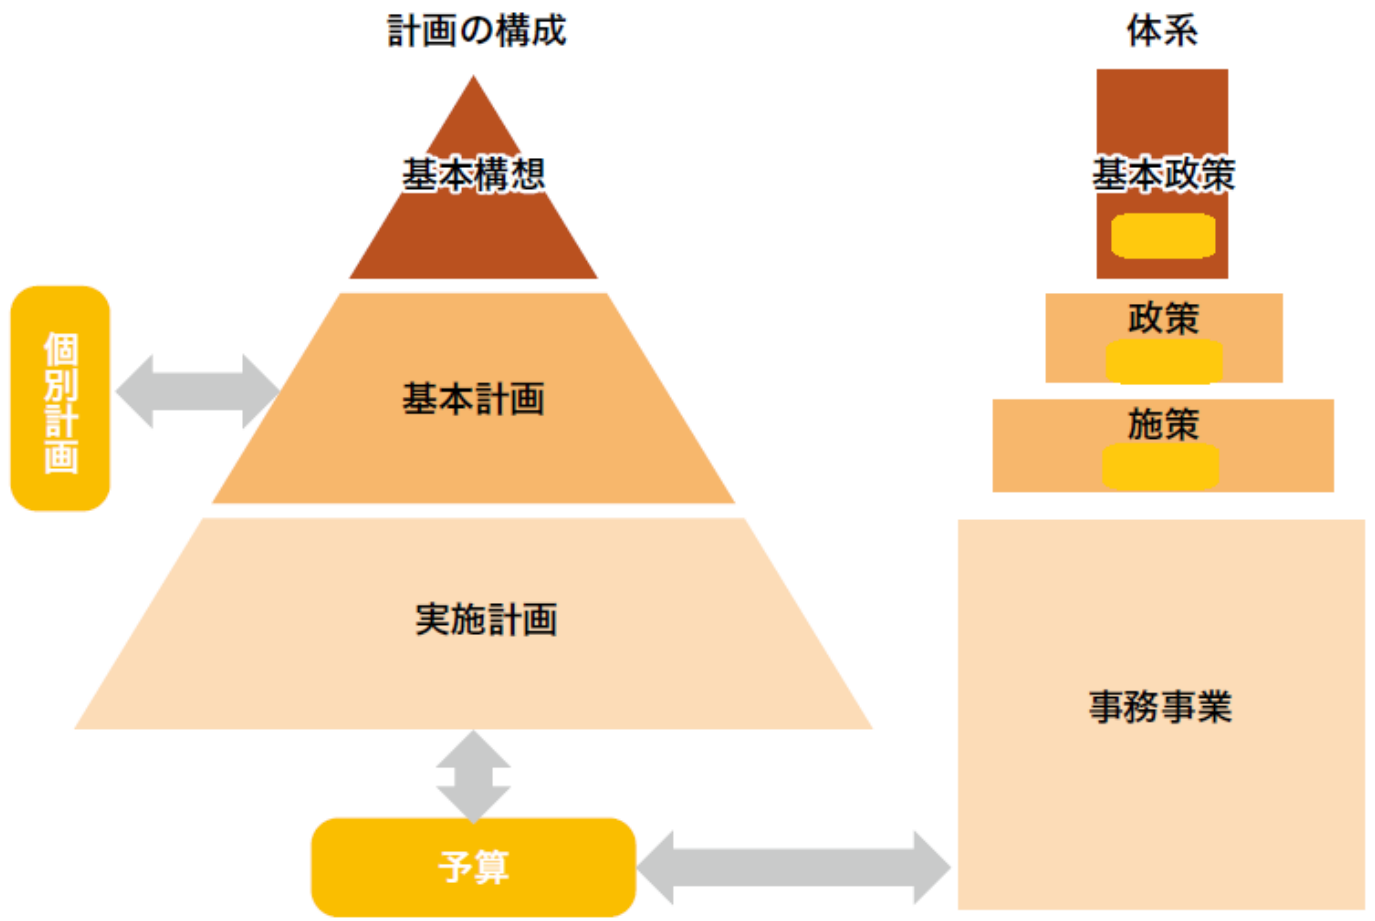 計画の構成
体系
基本構想
基本政策
個別計画
政策
基本計画
施策
実施計画
事務事業
予算